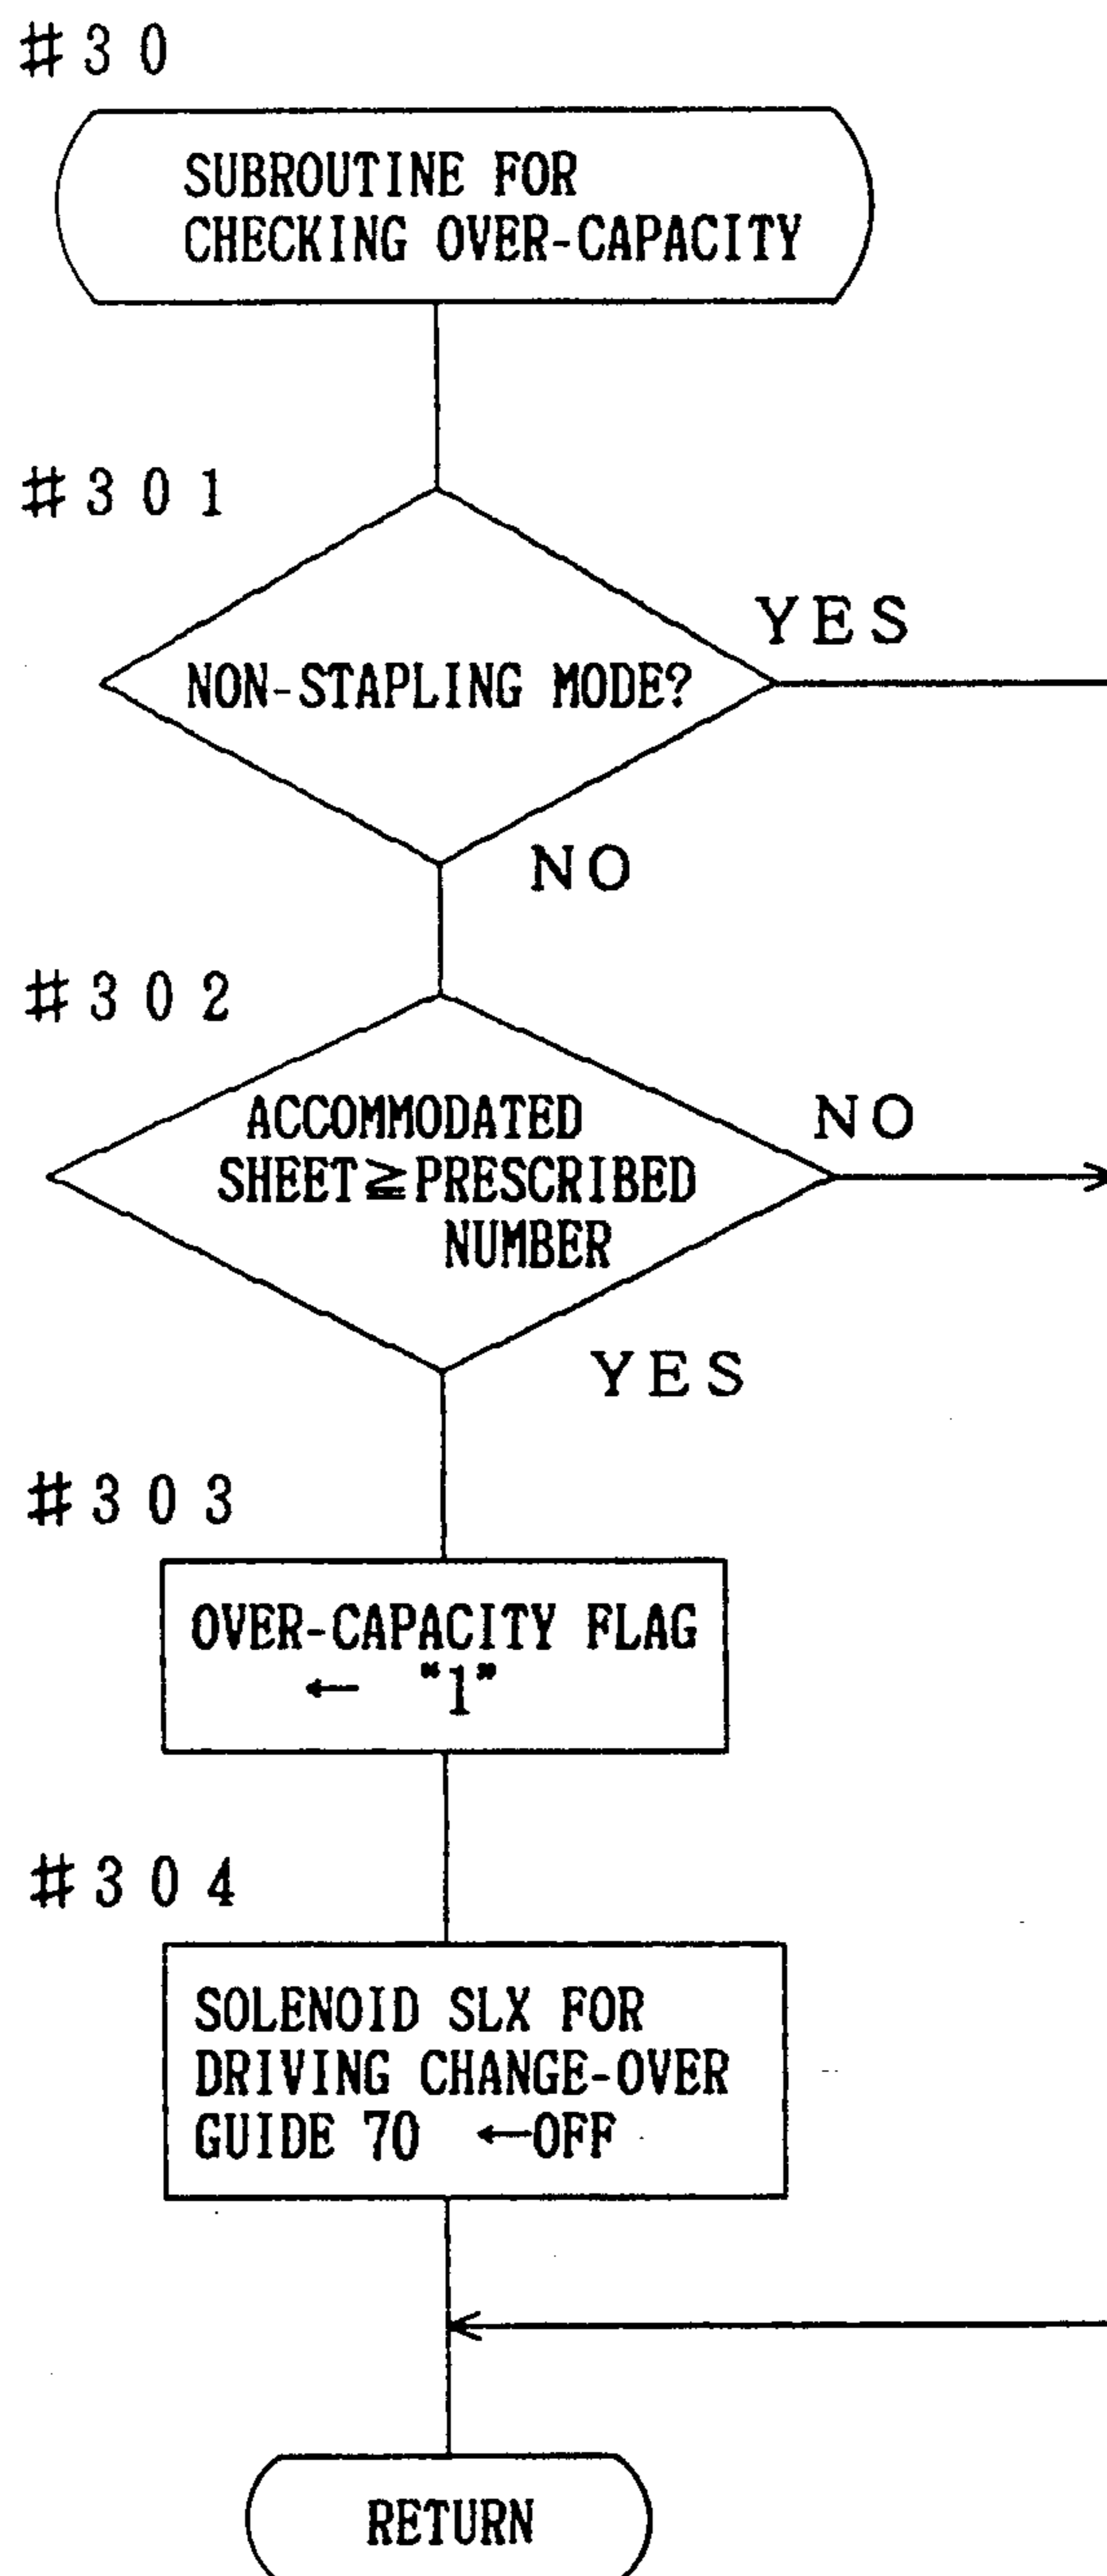 #30
SUBROUTINE FOR
CHECKING OVER-CAPACITY
#301
YES
NON-STAPLING MODE?
NO
#302
ACCOMMODATED
NO
SHEET≧PRESCRIBED
NUMBER
YES
#303
OVER-CAPACITY FLAG
← "1"
#304
SOLENOID SLX FOR
DRIVING CHANGE-OVER
GUIDE 70 ←OFF
RETURN